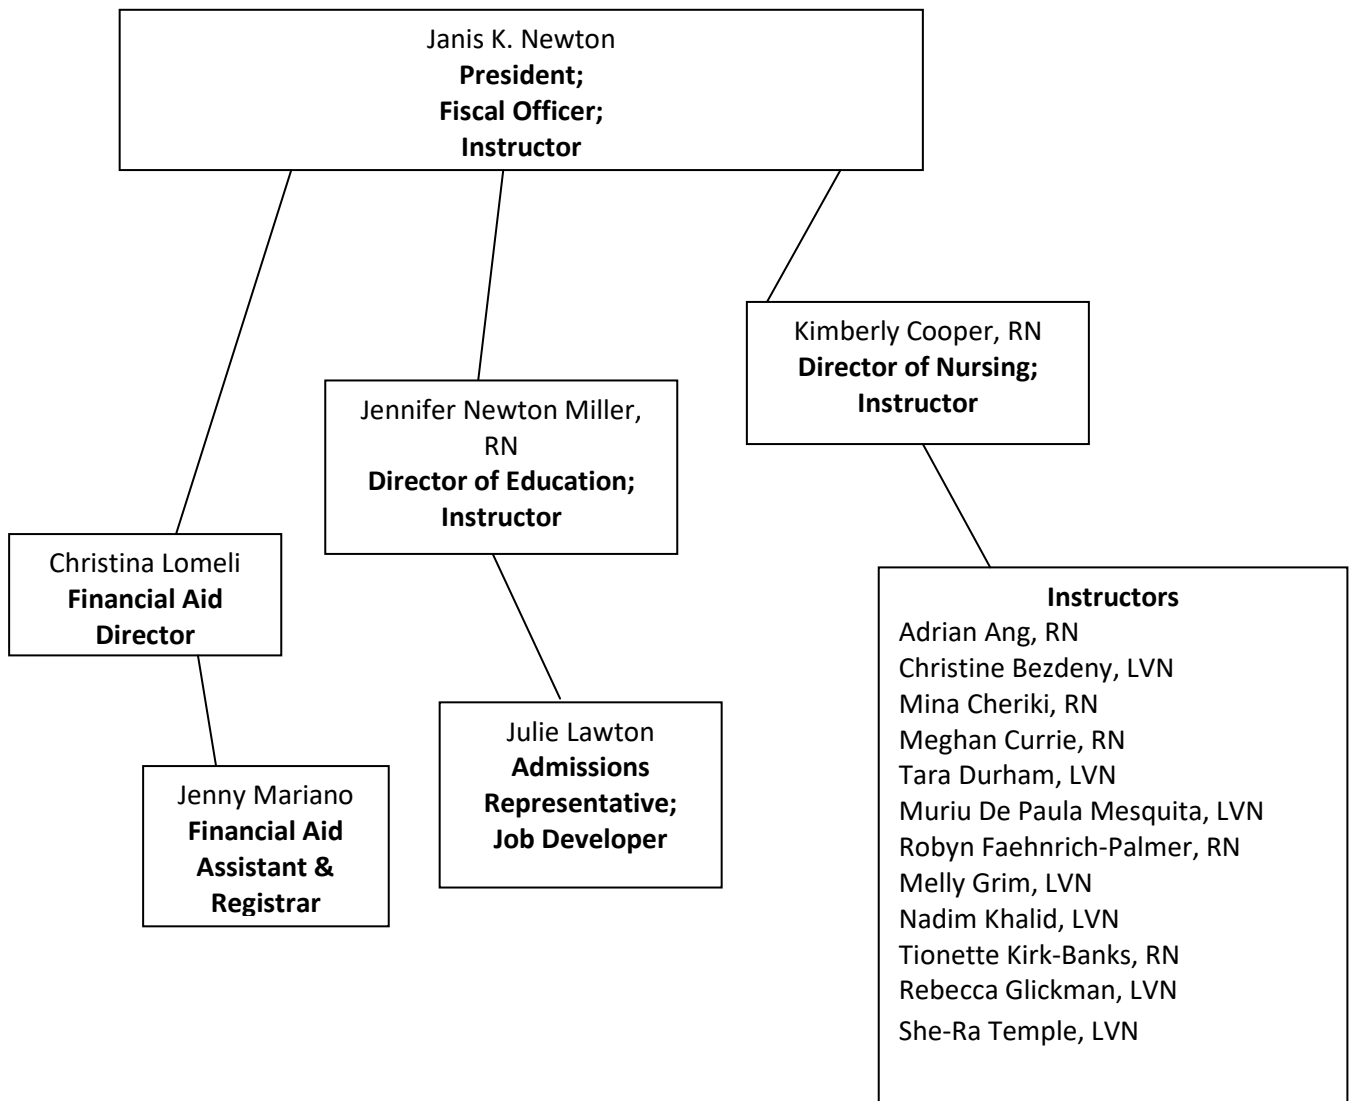 Janis K. Newton
President;
Fiscal Officer;
Instructor
Kimberly Cooper, RN
Director of Nursing;
Instructor
Jennifer Newton Miller,
RN
Director of Education;
Instructor
Christina Lomeli
Financial Aid
Director
Instructors
Adrian Ang, RN
Christine Bezdeny, LVN
Mina Cheriki, RN
Meghan Currie, RN
Tara Durham, LVN
Muriu De Paula Mesquita, LVN
Robyn Faehnrich-Palmer, RN
Melly Grim, LVN
Nadim Khalid, LVN
Tionette Kirk-Banks, RN
Rebecca Glickman, LVN
She-Ra Temple, LVN
Julie Lawton
Admissions
Representative;
Job Developer
Jenny Mariano
Financial Aid
Assistant &
Registrar